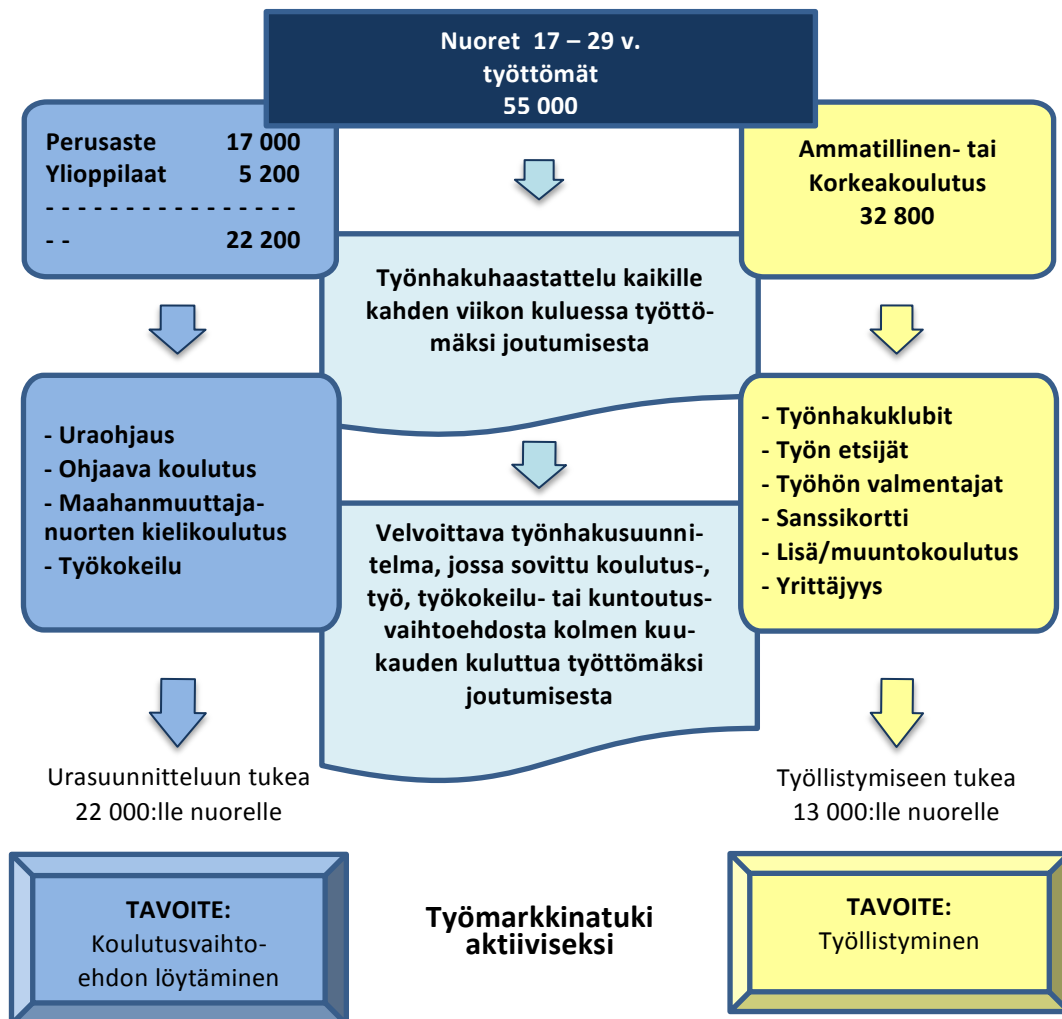 Nuoret 17 – 29 v.
työttömät
55 000
Perusaste 17 000
Ylioppilaat 5 200
- - - - - - - - - - - - - - - -
- - 22 200
Ammatillinen- tai
Korkeakoulutus
32 800
Työnhakuhaastattelu kaikille
kahden viikon kuluessa työttö-
mäksi joutumisesta
- Uraohjaus
- Ohjaava koulutus
- Maahanmuuttaja-
nuorten kielikoulutus
- Työkokeilu
Velvoittava työnhakusuunni-
telma, jossa sovittu koulutus-,
työ, työkokeilu- tai kuntoutus-
vaihtoehdosta kolmen kuu-
kauden kuluttua työttömäksi
joutumisesta
- Työnhakuklubit
- Työn etsijät
- Työhön valmentajat
- Sanssikortti
- Lisä/muuntokoulutus
- Yrittäjyys
Urasuunnitteluun tukea
22 000:lle nuorelle
Työllistymiseen tukea
13 000:lle nuorelle
TAVOITE:
Koulutusvaihto-
ehdon löytäminen
Työmarkkinatuki
aktiiviseksi
TAVOITE:
Työllistyminen